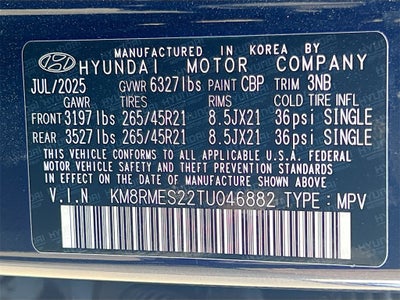 MANUFACTURED IN KOREA BY
HYUNDAI MOTOR COMPANY
JUL/2025 GVWR 6327lbs PAINT CBP TRIM 3NB
GAWR TIRES RIMS COLD TIRE INFL
FRONT 3197lbs 265/45R21 8.5JX21 36psi SINGLE
REAR 3527lbs 265/45R21 8.5JX21 36psi SINGLE
THIS VEHICLE CONFORMS TO ALL APPLICABLE U.S.A. FEDERAL
MOTOR VEHICLE SAFETY AND THEFT PREVENTION STANDARDS
IN EFFECT ON THE DATE OF MANUFACTURE SHOWN ABOVE.
V.I.N KM8RMES22TU046882 TYPE: MPV